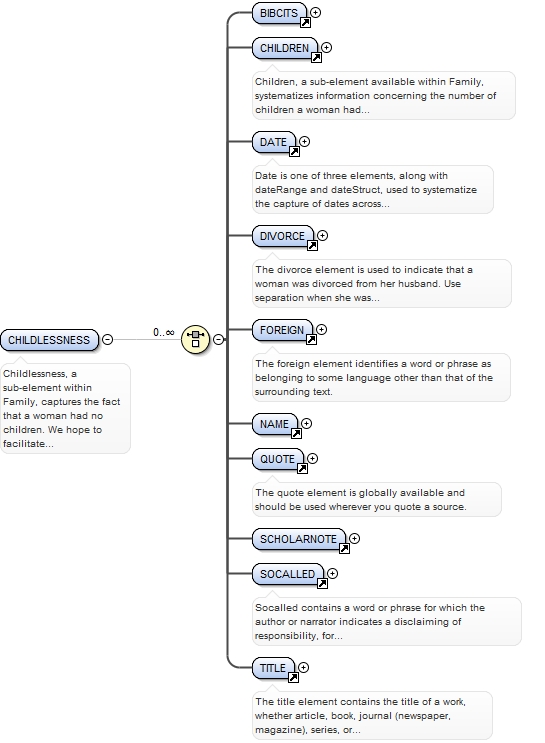 BIBCITS
CHILDREN
Children, a sub-element available within Family,
systematizes information concerning the number of
children a woman had...
DATE
Date is one of three elements, along with
dateRange and dateStruct, used to systematize
the capture of dates across...
DIVORCE
The divorce element is used to indicate that a
woman was divorced from her husband. Use
separation when she was...
CHILDLESSNESS
0..∞
Childlessness, a
sub-element within
Family, captures the fact
that a woman had no
children. We hope to
facilitate...
FOREIGN
The foreign element identifies a word or phrase as
belonging to some language other than that of the
surrounding text.
NAME
QUOTE
The quote element is globally available and
should be used wherever you quote a source.
SCHOLARNOTE
SOCALLED
Socalled contains a word or phrase for which the
author or narrator indicates a disclaiming of
responsibility, for...
TITLE
The title element contains the title of a work,
whether article, book, journal (newspaper,
magazine), series, or...